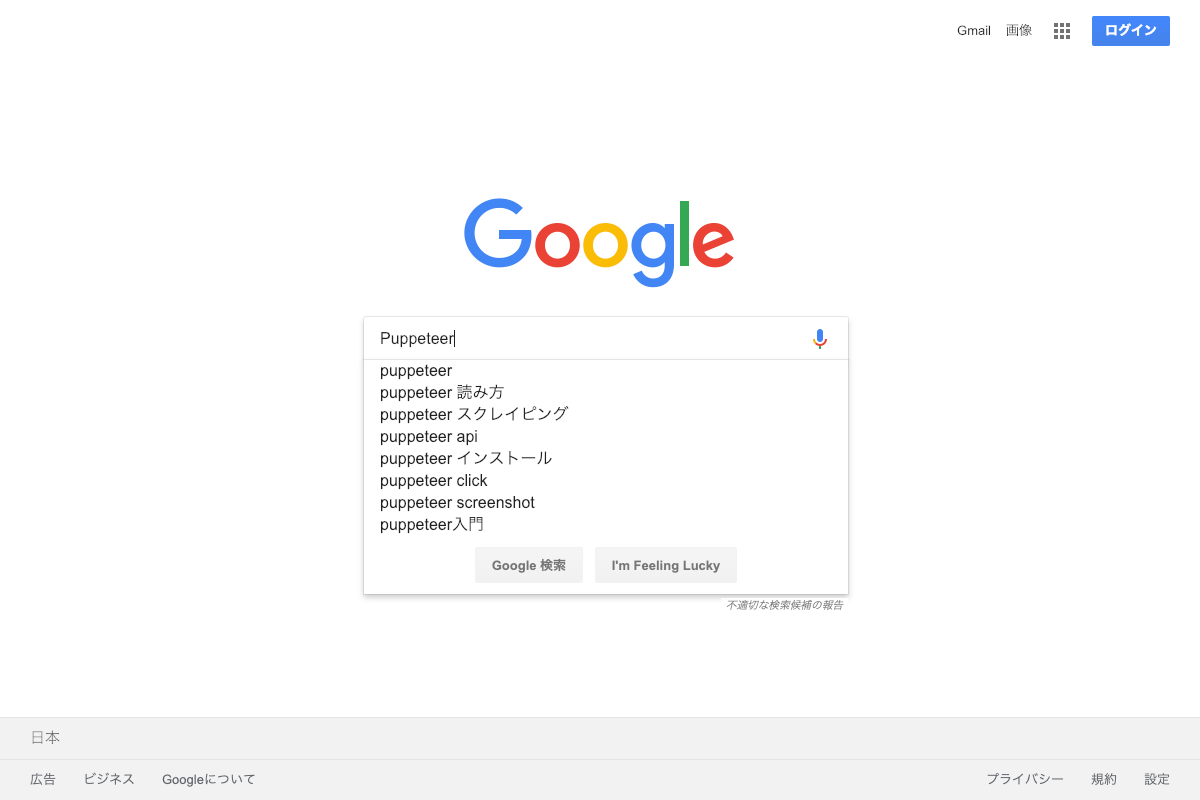 Gmail 画像 ログイン
Google
Puppeteer
puppeteer
puppeteer 読み方
puppeteer スクレイピング
puppeteer api
puppeteer インストール
puppeteer click
puppeteer screenshot
puppeteer入門
Google 検索 I'm Feeling Lucky
不適切な検索候補の報告
日本
広告 ビジネス Googleについて プライバシー 規約 設定